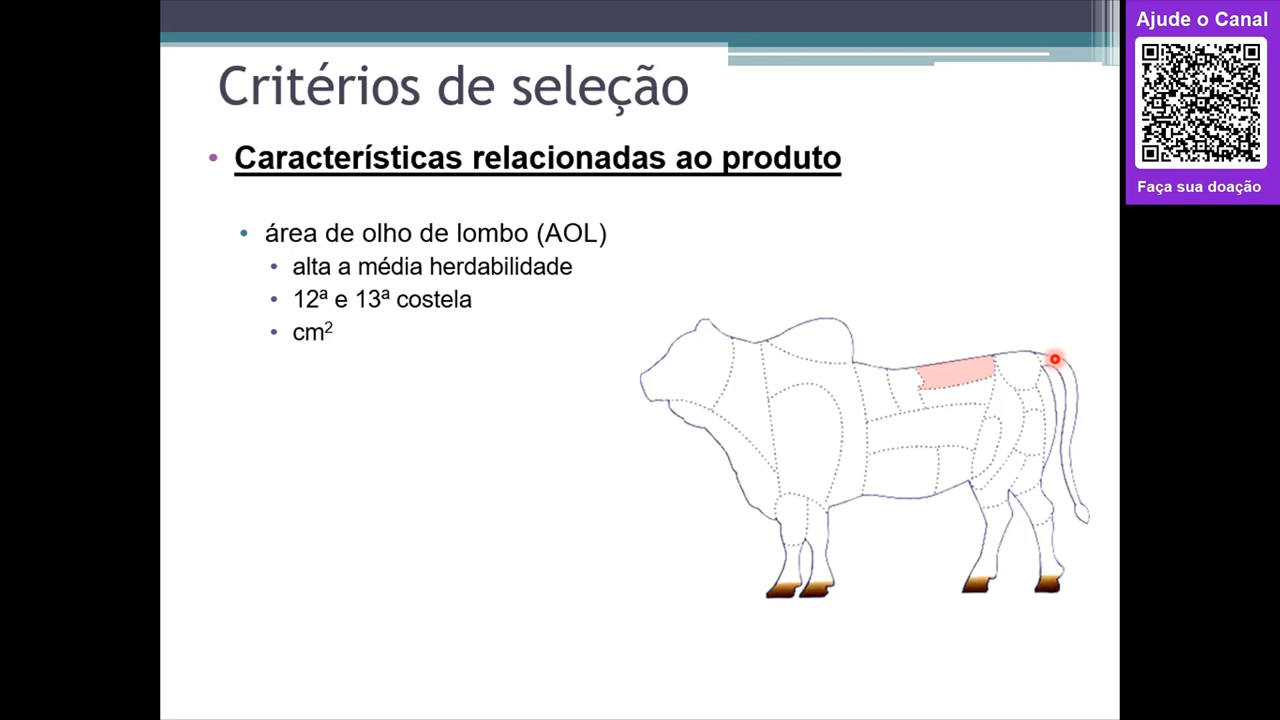 Critérios de seleção
• Características relacionadas ao produto
• área de olho de lombo (AOL)
• alta a média herdabilidade
• 12ª e 13ª costela
• cm²
Ajude o Canal
Faça sua doação